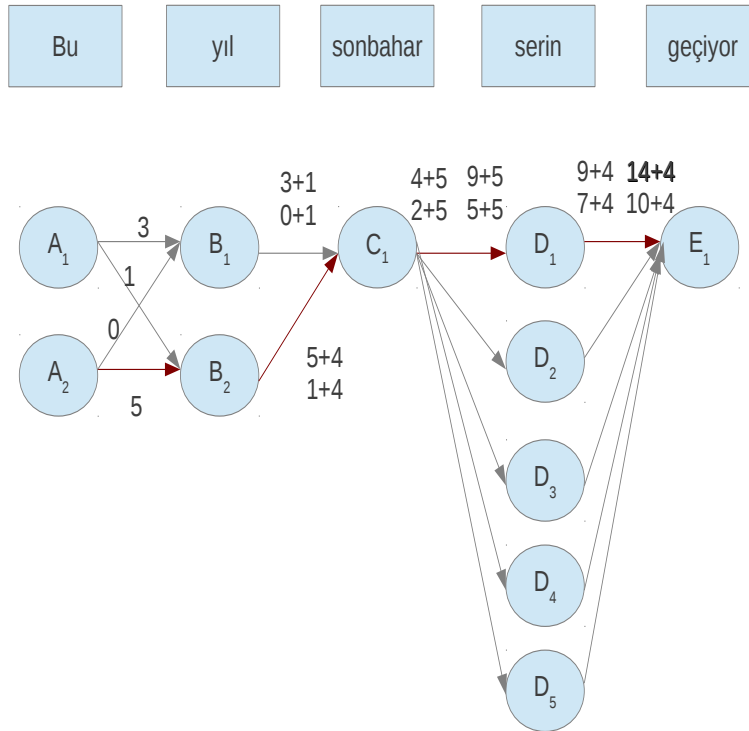 Bu yıl sonbahar serin geçiyor
3+1 4+5 9+5 9+4 14+4
0+1 2+5 5+5 7+4 10+4
A1 3 B1 C1 D1 E1
1
0
A2 B2 5+4 D2
5 1+4
D3
D4
D5